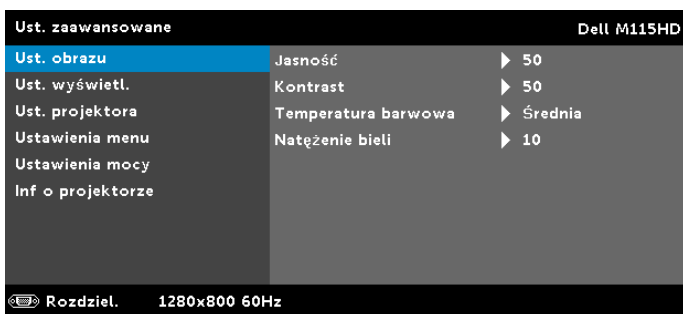 Ust. zaawansowane Dell M115HD
Ust. obrazu
Ust. wyświetl.
Ust. projektora
Ustawienia menu
Ustawienia mocy
Inf o projektorze
Jasność 50
Kontrast 50
Temperatura barwowa Średnia
Natężenie bieli 10
Rozdziel. 1280x800 60Hz